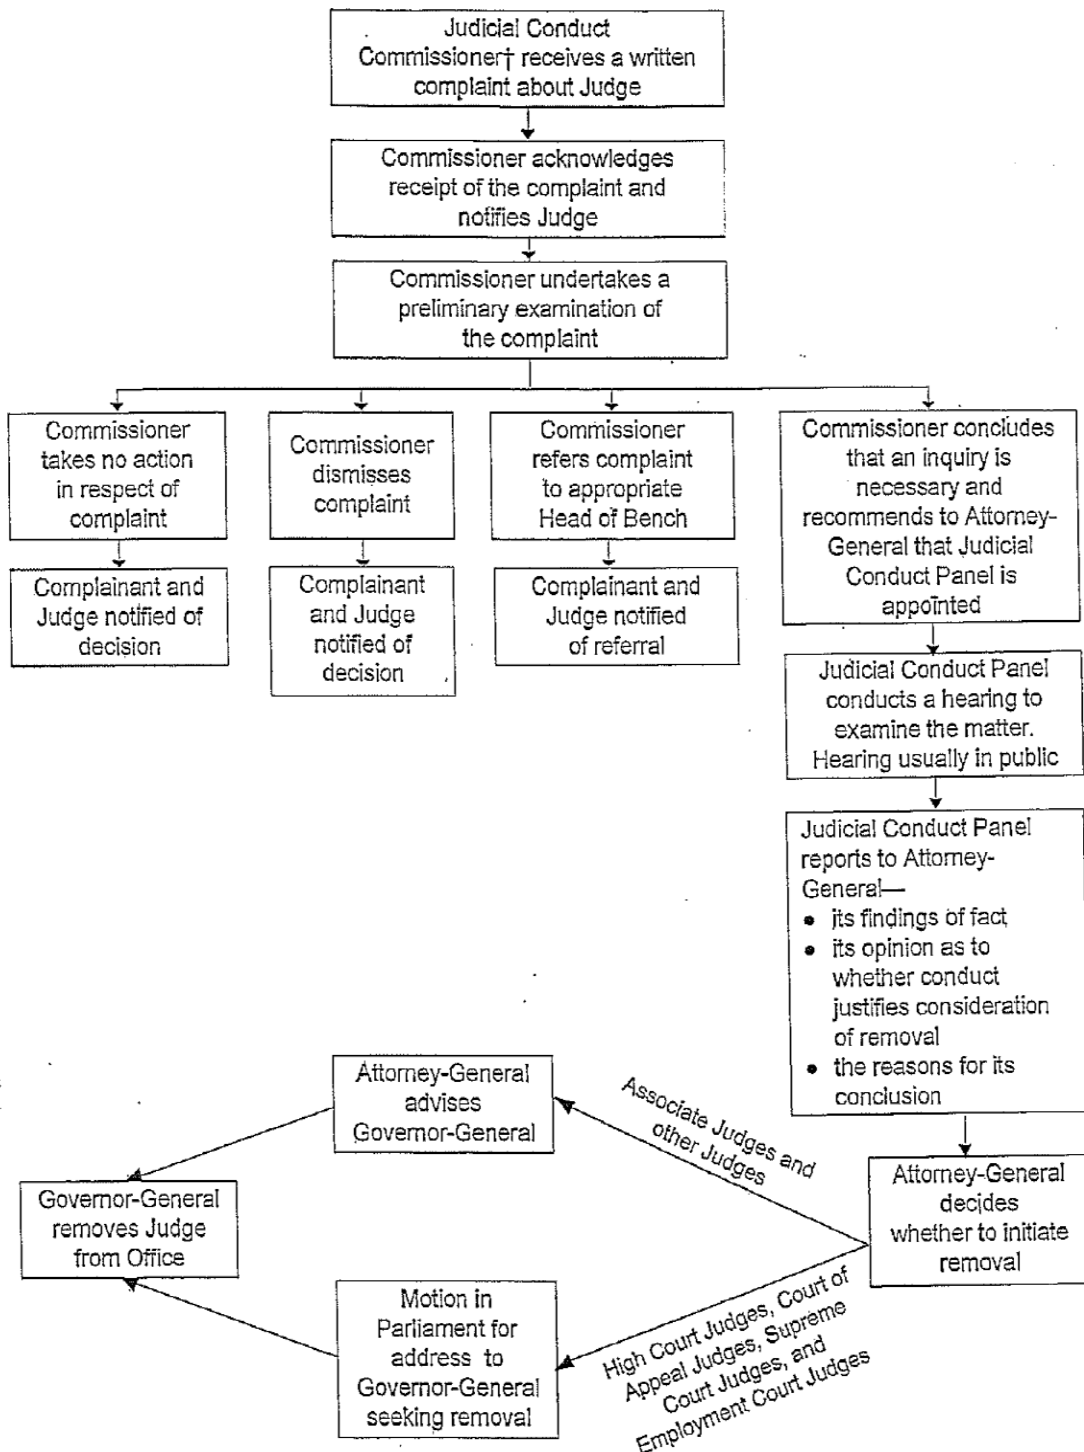 Judicial Conduct
Commissioner† receives a written
complaint about Judge
Commissioner acknowledges
receipt of the complaint and
notifies Judge
Commissioner undertakes a
preliminary examination of
the complaint
Commissioner
takes no action
in respect of
complaint
Commissioner
dismisses
complaint
Commissioner
refers complaint
to appropriate
Head of Bench
Commissioner concludes
that an inquiry is
necessary and
recommends to Attorney-
General that Judicial
Conduct Panel is
appointed
Complainant and
Judge notified of
decision
Complainant
and Judge
notified of
decision
Complainant and
Judge notified
of referral
Judicial Conduct Panel
conducts a hearing to
examine the matter.
Hearing usually in public
Judicial Conduct Panel
reports to Attorney-
General—
• its findings of fact
• its opinion as to
whether conduct
justifies consideration
of removal
• the reasons for its
conclusion
Attorney-General
decides
whether to initiate
removal
Associate Judges and
other Judges
Attorney-General
advises
Governor-General
High Court Judges, Court of
Appeal Judges, Supreme
Court Judges, and
Employment Court Judges
Motion in
Parliament for
address to
Governor-General
seeking removal
Governor-General
removes Judge
from Office